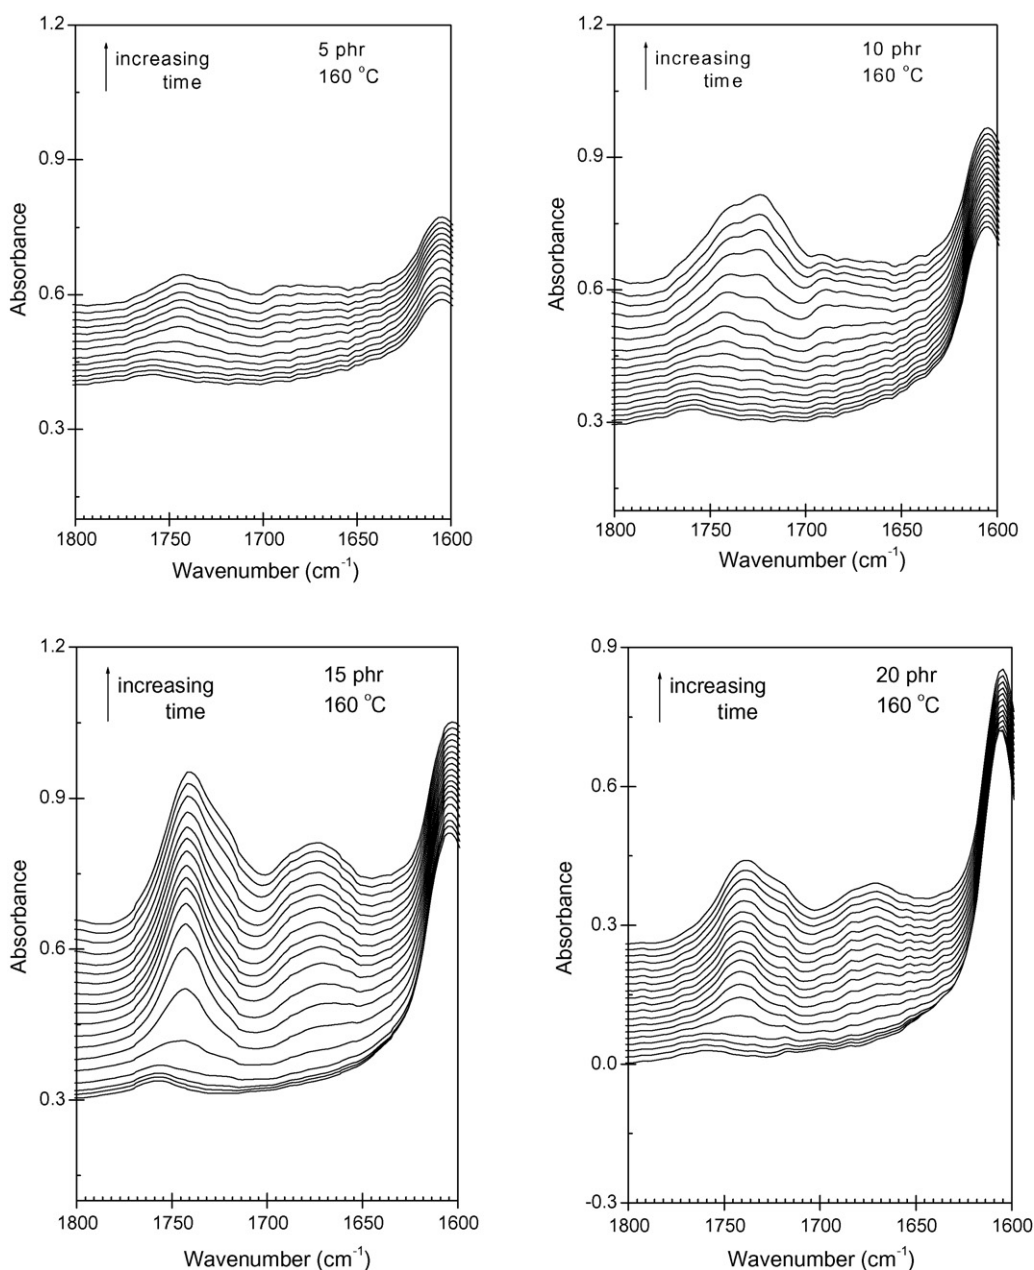 1.2
0.9
0.6
0.3
Absorbance
increasing
time
5 phr
160 °C
1800 1750 1700 1650 1600
Wavenumber (cm⁻¹)
1.2
0.9
0.6
0.3
Absorbance
increasing
time
10 phr
160 °C
1800 1750 1700 1650 1600
Wavenumber (cm⁻¹)
1.2
0.9
0.6
0.3
Absorbance
increasing
time
15 phr
160 °C
1800 1750 1700 1650 1600
Wavenumber (cm⁻¹)
0.9
0.6
0.3
0.0
-0.3
Absorbance
increasing
time
20 phr
160 °C
1800 1750 1700 1650 1600
Wavenumber (cm⁻¹)